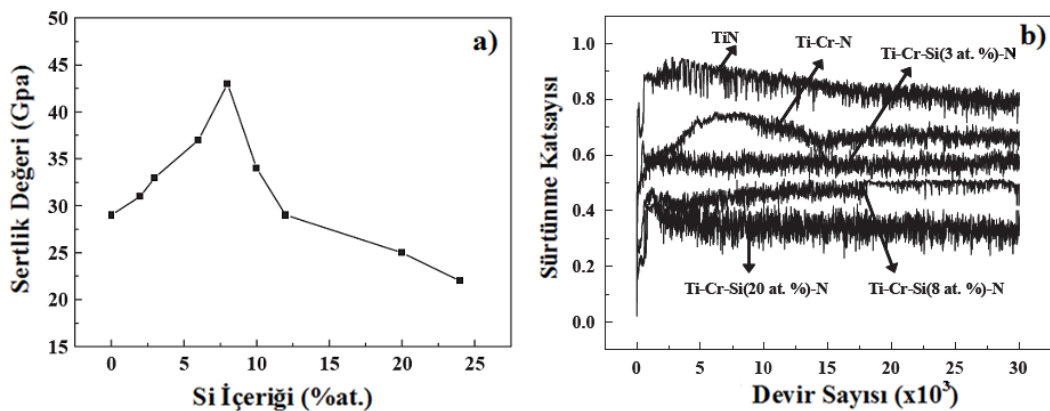 a)
50
45
40
35
30
25
20
15
Sertlik Değeri (Gpa)
0 5 10 15 20 25
Si İçeriği (%at.)
b)
TiN
Ti-Cr-N
Ti-Cr-Si(3 at. %)-N
1.0
0.8
0.6
0.4
0.2
0.0
Sürtünme Katsayısı
Ti-Cr-Si(20 at. %)-N
Ti-Cr-Si(8 at. %)-N
0 5 10 15 20 25 30
Devir Sayısı (x10³)